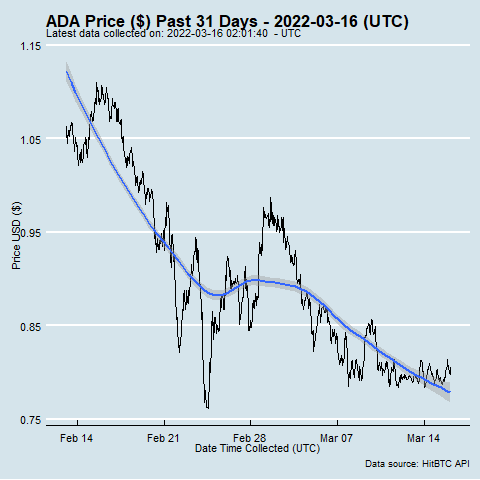 ADA Price ($) Past 31 Days - 2022-03-16 (UTC)
Latest data collected on: 2022-03-16 02:01:40  - UTC
1.15
1.05
0.95
0.85
0.75
Price USD ($)
Feb 14
Feb 21
Feb 28
Mar 07
Mar 14
Date Time Collected (UTC)
Data source: HitBTC API